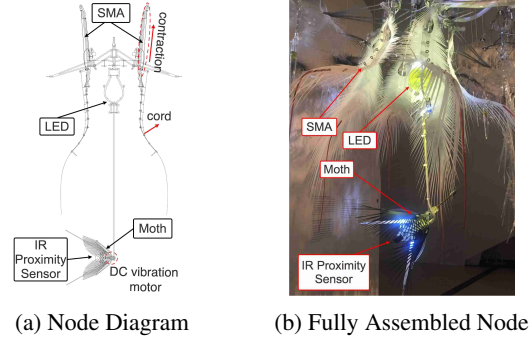 SMA
contraction
LED
cord
Moth
IR
Proximity
Sensor
DC vibration
motor
(a) Node Diagram
SMA
LED
Moth
IR Proximity
Sensor
(b) Fully Assembled Node